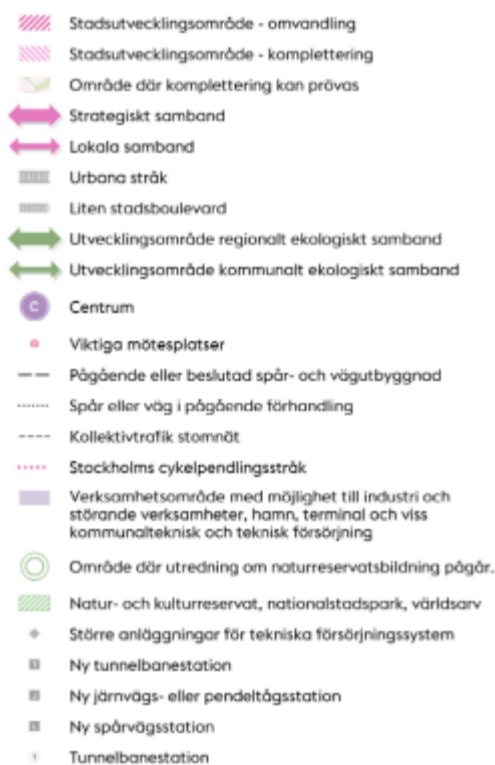 Stadsutvecklingsområde - omvandling
Stadsutvecklingsområde - komplettering
Område där komplettering kan prövas
Strategiskt samband
Lokala samband
Urbana stråk
Liten stadsboulevard
Utvecklingsområde regionalt ekologiskt samband
Utvecklingsområde kommunalt ekologiskt samband
C Centrum
Viktiga mötesplatser
Pågående eller beslutad spår- och vägutbyggnad
Spår eller väg i pågående förhandling
Kollektivtrafik stomnät
Stockholms cykelpendlingsstråk
Verksamhetsområde med möjlighet till industri och
störande verksamheter, hamn, terminal och viss
kommunalteknisk och teknisk försörjning
Område där utredning om naturreservatsbildning pågår.
Natur- och kulturreservat, nationalstadspark, världsarv
Större anläggningar för tekniska försörjningssystem
Ny tunnelbanestation
Ny järnvägs- eller pendeltågsstation
Ny spårvägsstation
Tunnelbanestation